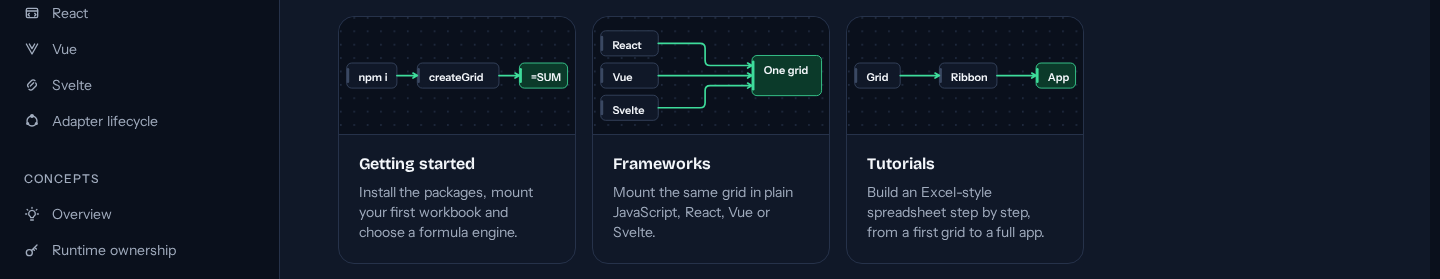 React
Vue
Svelte
Adapter lifecycle
CONCEPTS
Overview
Runtime ownership
npm i
createGrid
=SUM
Getting started
Install the packages, mount
your first workbook and
choose a formula engine.
React
Vue
Svelte
One grid
Frameworks
Mount the same grid in plain
JavaScript, React, Vue or
Svelte.
Grid
Ribbon
App
Tutorials
Build an Excel-style
spreadsheet step by step,
from a first grid to a full app.